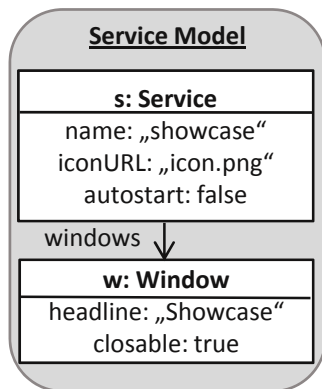 Service Model
s: Service
name: „showcase“
iconURL: „icon.png“
autostart: false
windows
w: Window
headline: „Showcase“
closable: true